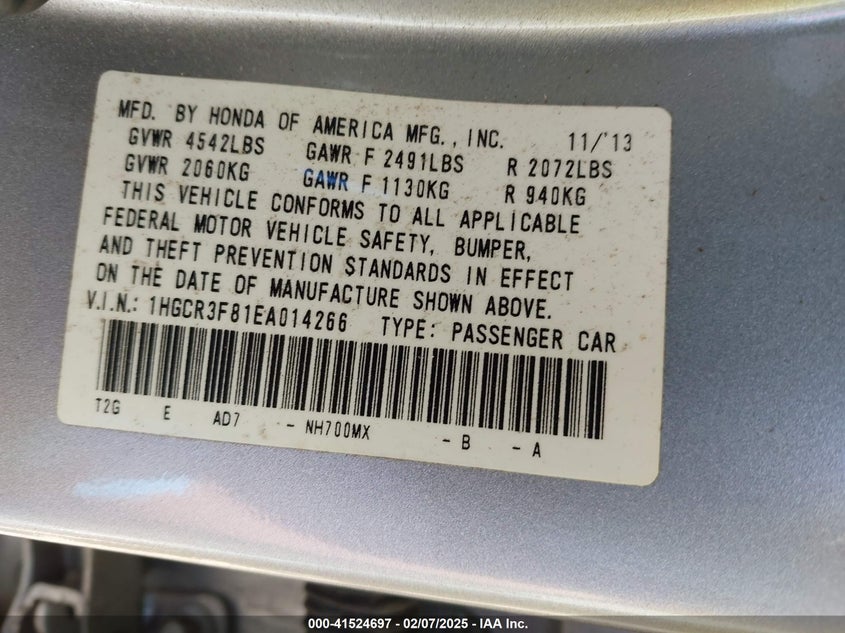 MFD. BY HONDA OF AMERICA MFG., INC. 11/'13
GVWR 4542LBS GAWR F 2491LBS R 2072LBS
GVWR 2060KG GAWR F 1130KG R 940KG
THIS VEHICLE CONFORMS TO ALL APPLICABLE
FEDERAL MOTOR VEHICLE SAFETY, BUMPER,
AND THEFT PREVENTION STANDARDS IN EFFECT
ON THE DATE OF MANUFACTURE SHOWN ABOVE.
V.I.N.: 1HGCR3F81EA014266 TYPE: PASSENGER CAR
T2G E AD7 - NH700MX - B - A
000-41524697 - 02/07/2025 - IAA Inc.